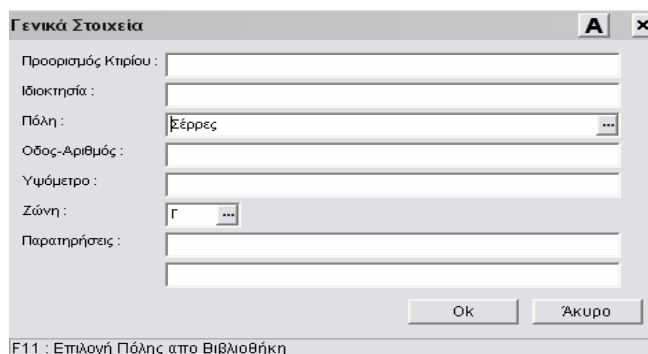 Γενικά Στοιχεία A ×
Προορισμός Κτιρίου :
Ιδιοκτησία :
Πόλη : Σέρρες ...
Οδος-Αριθμός :
Υψόμετρο :
Ζώνη : Γ ...
Παρατηρήσεις :
Ok Άκυρο
F11 : Επιλογή Πόλης απο Βιβλιοθήκη